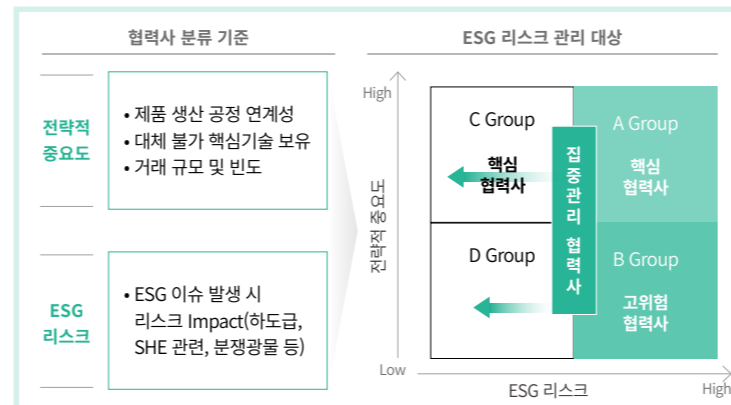 협력사 분류 기준
전략적
중요도
• 제품 생산 공정 연계성
• 대체 불가 핵심기술 보유
• 거래 규모 및 빈도
ESG
리스크
• ESG 이슈 발생 시
리스크 Impact(하도급,
SHE 관련, 분쟁광물 등)
ESG 리스크 관리 대상
High
전략적 중요도
Low
C Group
핵심
협력사
A Group
핵심
협력사
집중관리 협력사
D Group
B Group
고위험
협력사
ESG 리스크
High